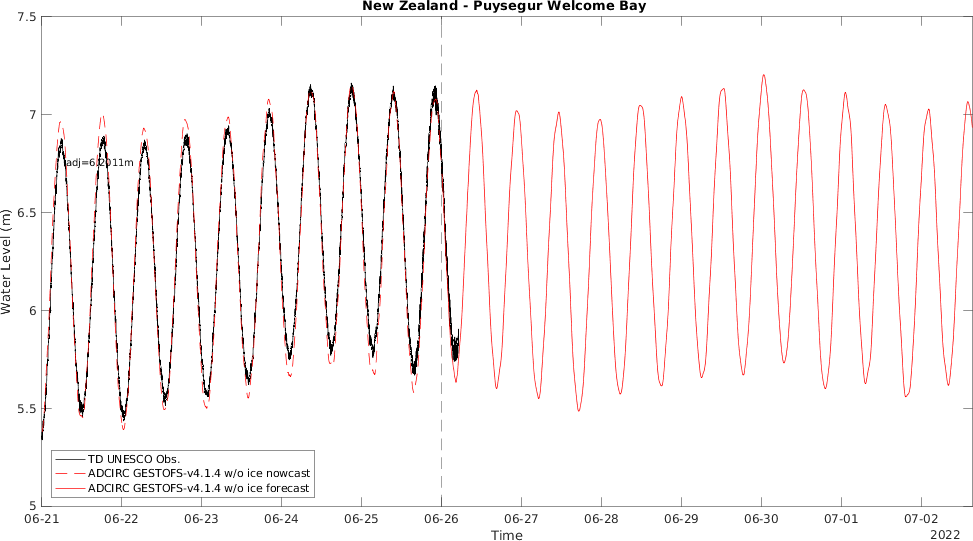 New Zealand - Puysegur Welcome Bay
7.5
7
6.5
6
5.5
5
Water Level (m)
adj=6.2011m
TD UNESCO Obs.
ADCIRC GESTOFS-v4.1.4 w/o ice nowcast
ADCIRC GESTOFS-v4.1.4 w/o ice forecast
06-21 06-22 06-23 06-24 06-25 06-26 06-27 06-28 06-29 06-30 07-01 07-02
Time
2022